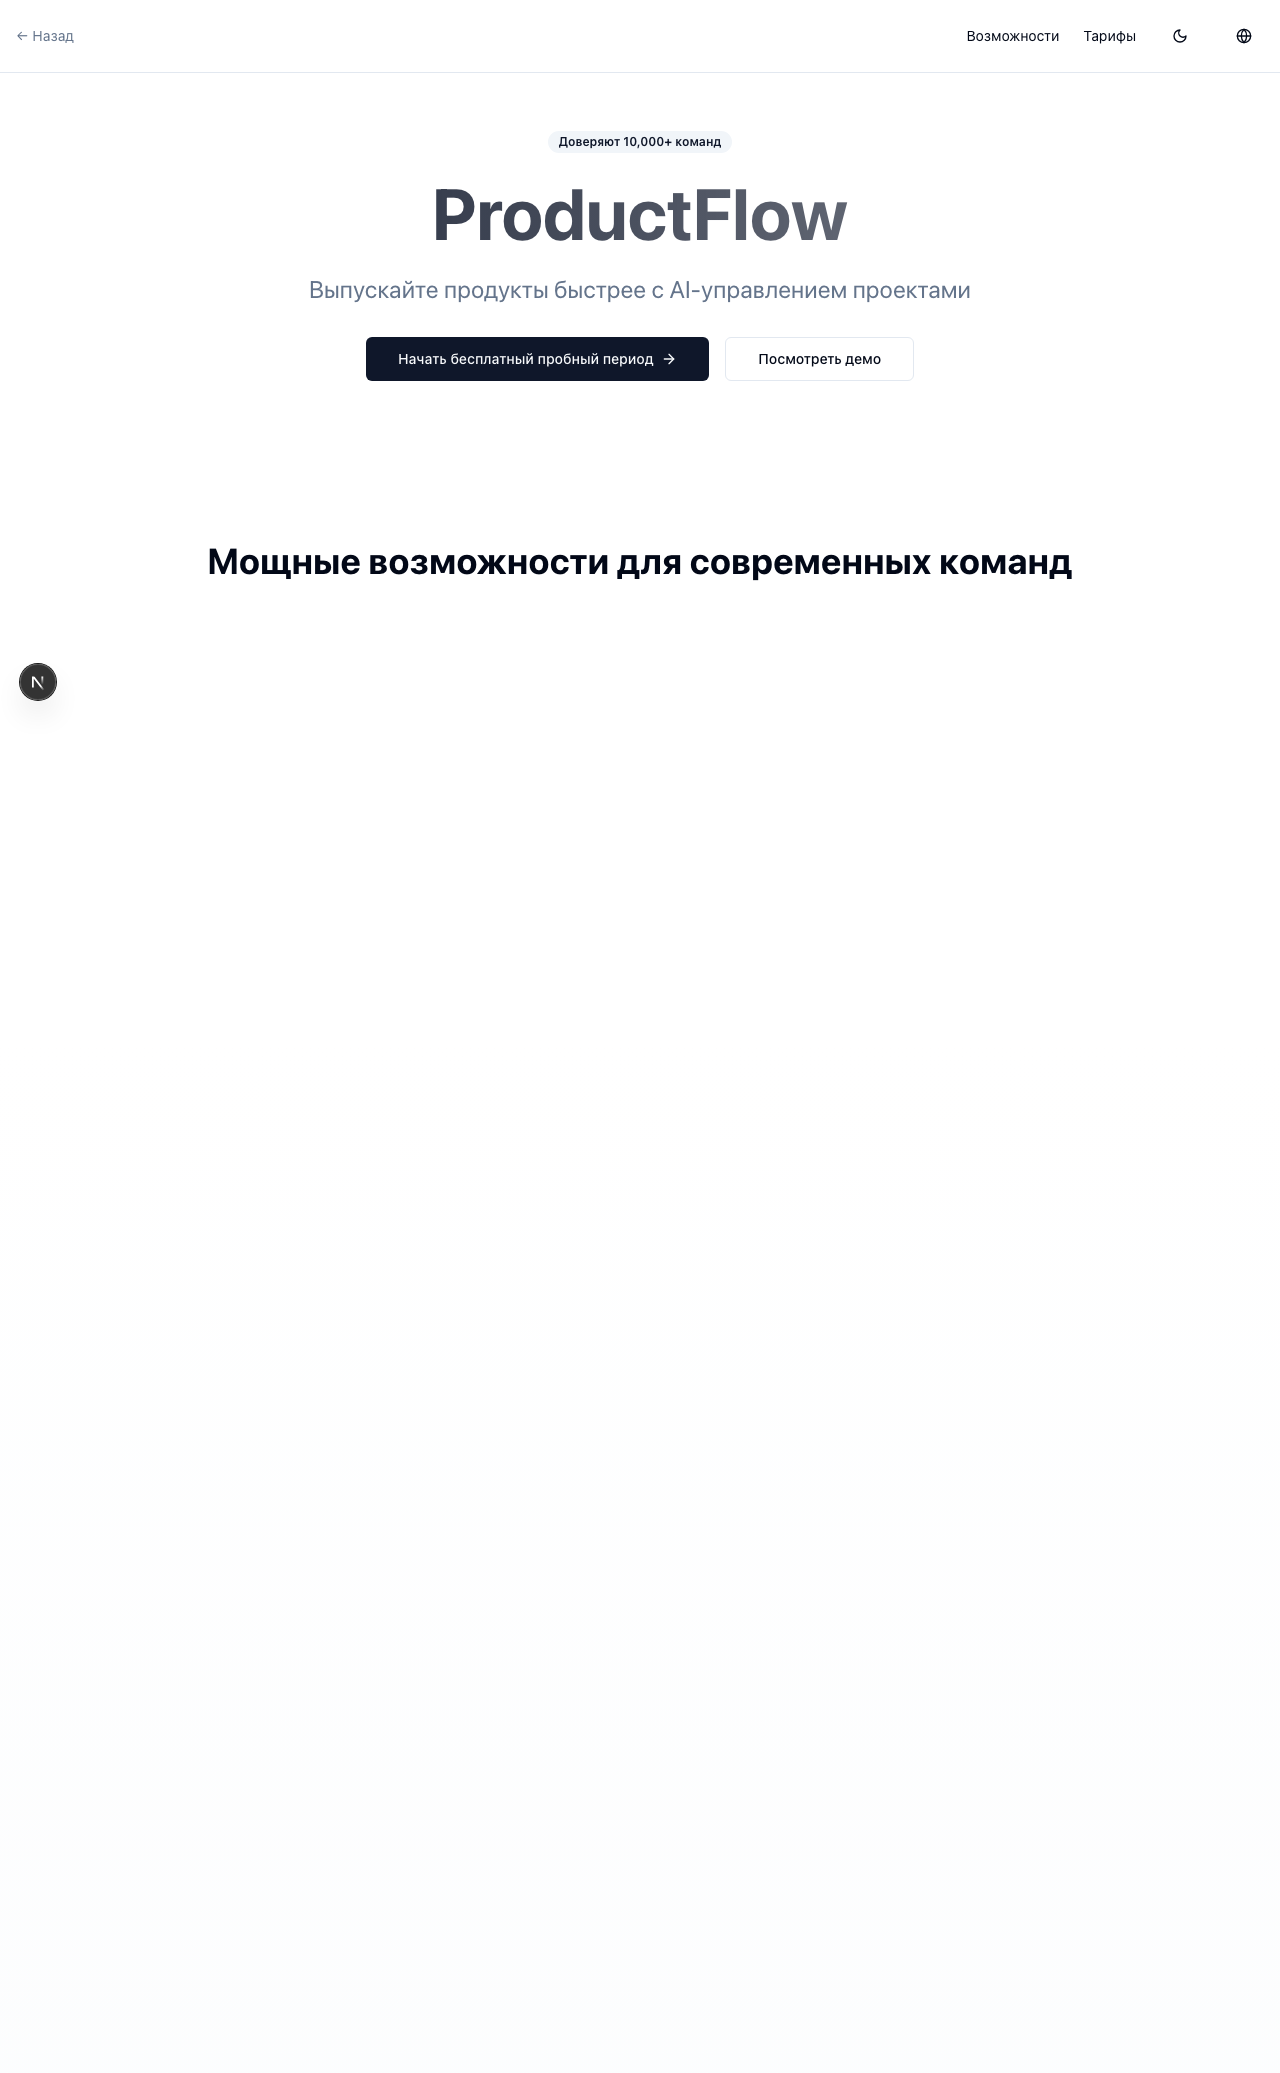 ← Назад
Возможности
Тарифы
Доверяют 10,000+ команд
ProductFlow
Выпускайте продукты быстрее с AI-управлением проектами
Начать бесплатный пробный период →
Посмотреть демо
Мощные возможности для современных команд
N